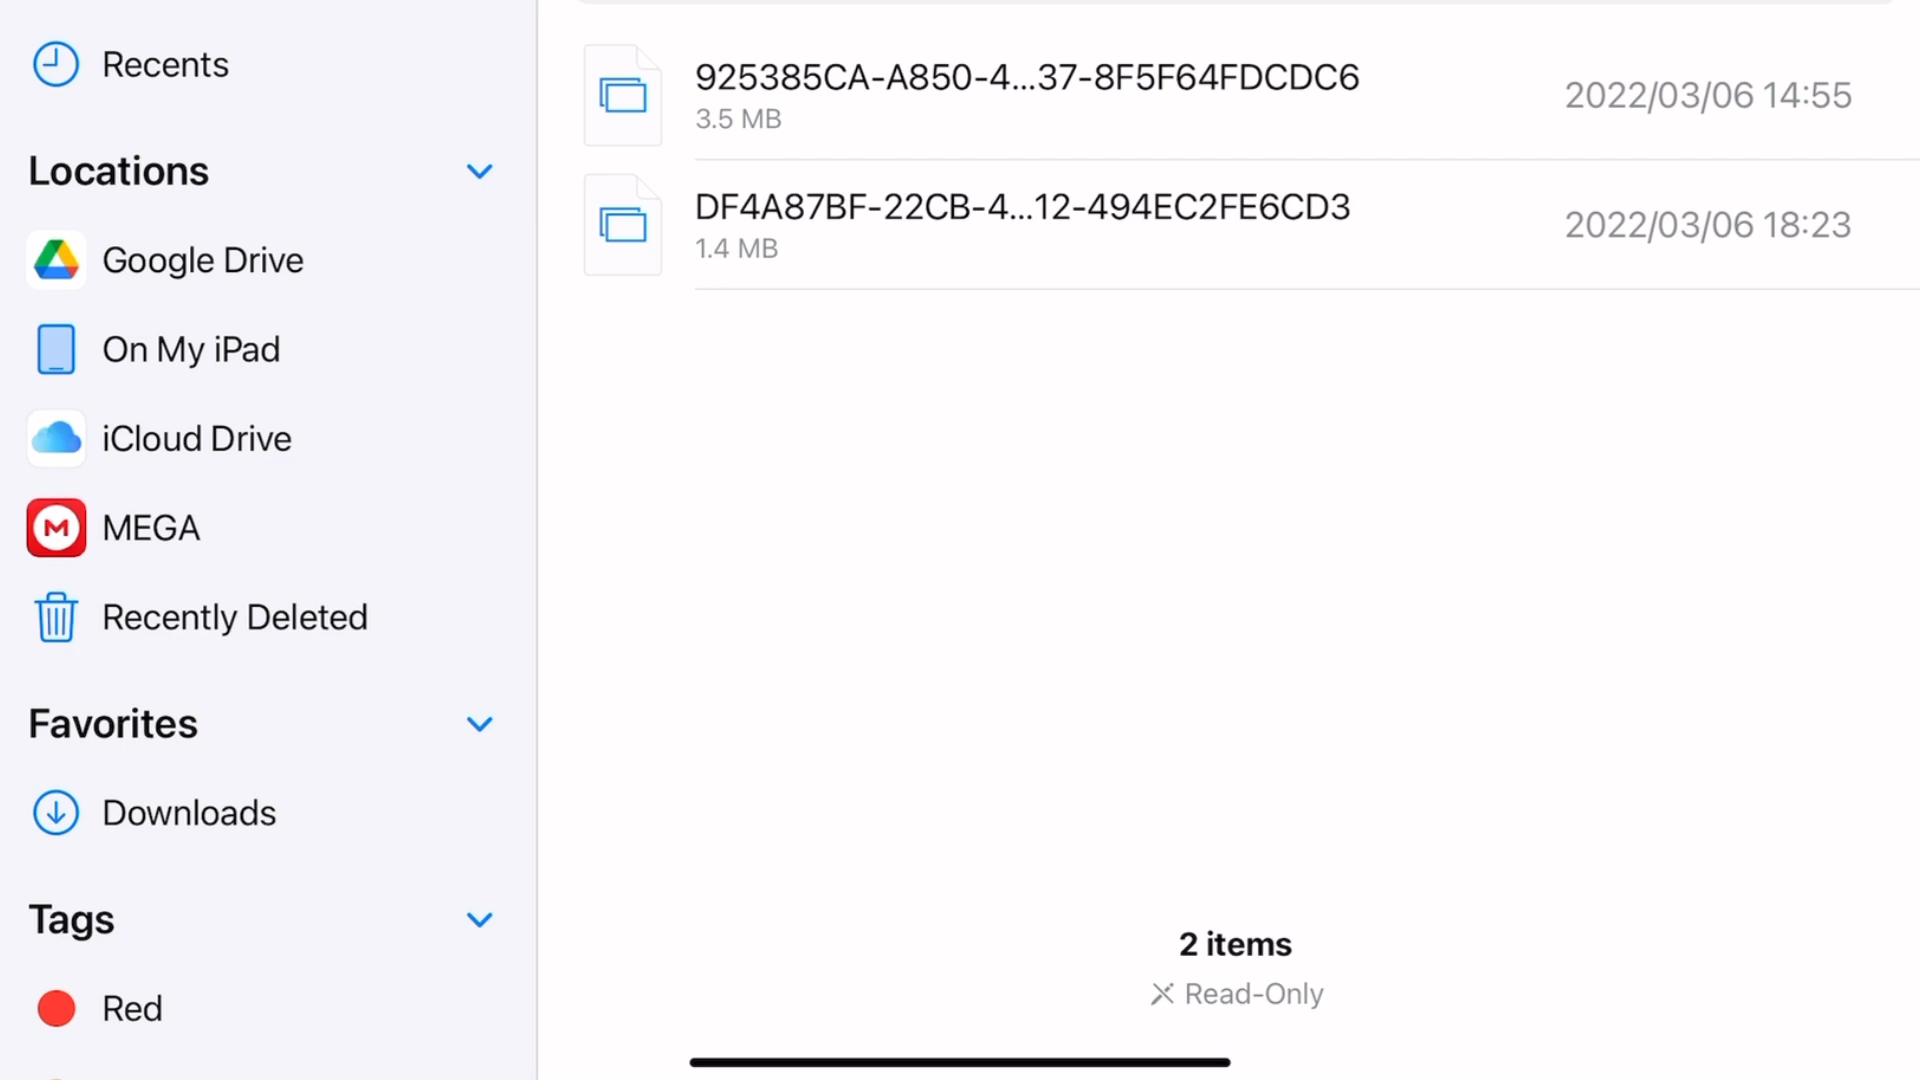 Recents
Locations
Google Drive
On My iPad
iCloud Drive
MEGA
Recently Deleted
Favorites
Downloads
Tags
Red
925385CA-A850-4...37-8F5F64FDCDC6
3.5 MB
2022/03/06 14:55
DF4A87BF-22CB-4...12-494EC2FE6CD3
1.4 MB
2022/03/06 18:23
2 items
Read-Only